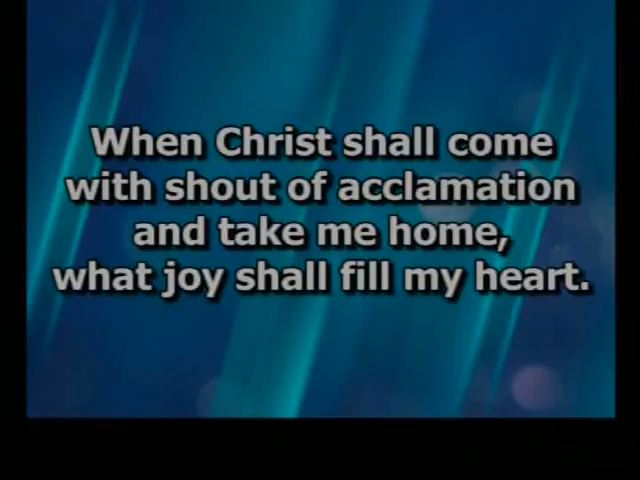 When Christ shall come
with shout of acclamation
and take me home,
what joy shall fill my heart.